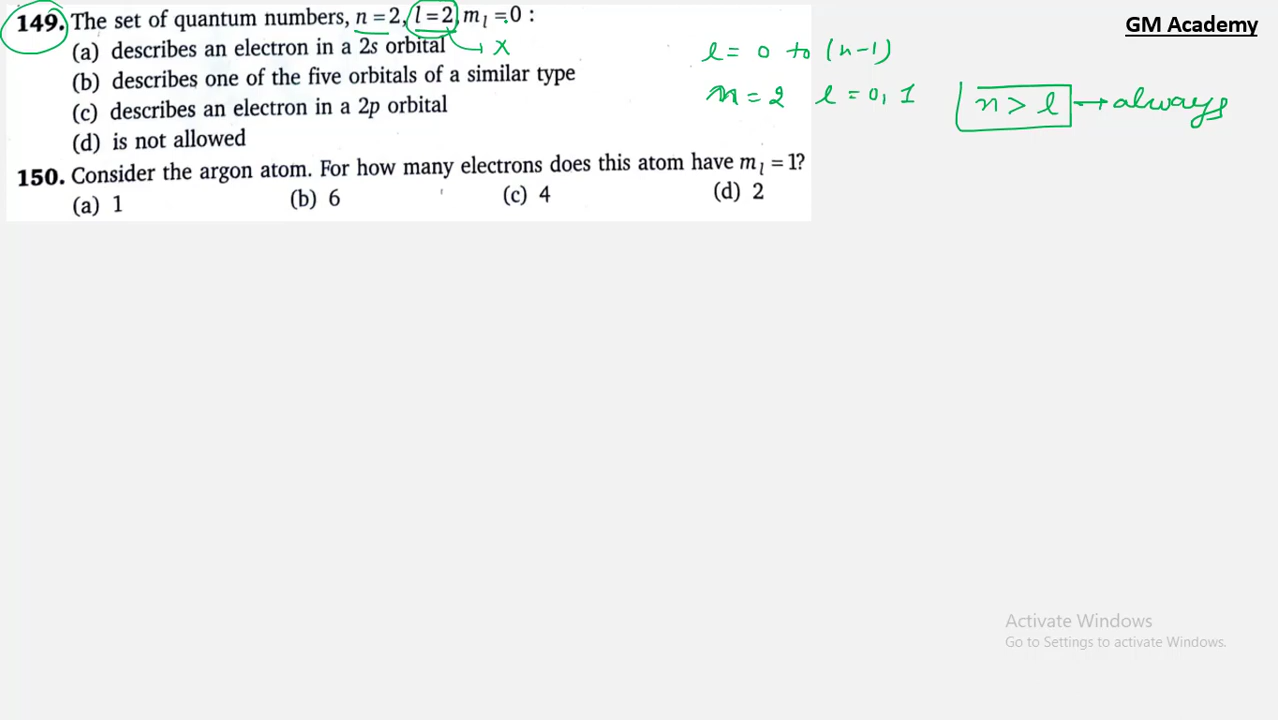 GM Academy
149. The set of quantum numbers, n = 2, l = 2, m_l = 0 :
(a) describes an electron in a 2s orbital → x
(b) describes one of the five orbitals of a similar type
(c) describes an electron in a 2p orbital
(d) is not allowed
150. Consider the argon atom. For how many electrons does this atom have m_l = 1?
(a) 1 (b) 6 (c) 4 (d) 2
l = 0 to (n-1)
n = 2 l = 0, 1
n > l → always
Activate Windows
Go to Settings to activate Windows.